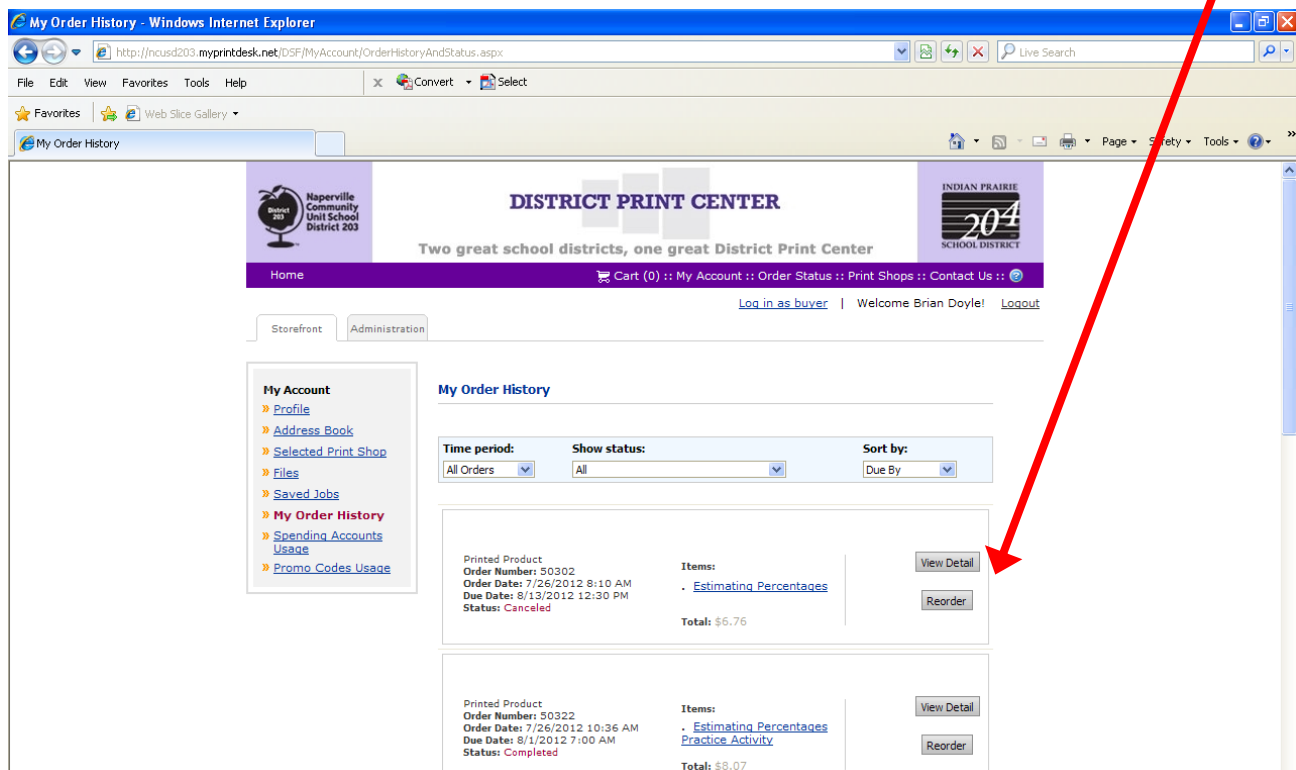 My Order History - Windows Internet Explorer
http://ncusd203.myprintdesk.net/DSF/MyAccount/OrderHistoryAndStatus.aspx
Live Search
File Edit View Favorites Tools Help
x Convert Select
Favorites Web Slice Gallery
My Order History
Page Safety Tools »
District 203
Naperville
Community
Unit School
District 203
DISTRICT PRINT CENTER
Two great school districts, one great District Print Center
INDIAN PRAIRIE
204
SCHOOL DISTRICT
Home
Cart (0) :: My Account :: Order Status :: Print Shops :: Contact Us :: ?
Log in as buyer | Welcome Brian Doyle! Logout
Storefront Administration
My Account
» Profile
» Address Book
» Selected Print Shop
» Files
» Saved Jobs
» My Order History
» Spending Accounts
Usage
» Promo Codes Usage
My Order History
Time period: Show status: Sort by:
All Orders All Due By
Printed Product
Order Number: 50302
Order Date: 7/26/2012 8:10 AM
Due Date: 8/13/2012 12:30 PM
Status: Canceled
Items:
. Estimating Percentages
Total: $6.76
View Detail
Reorder
Printed Product
Order Number: 50322
Order Date: 7/26/2012 10:36 AM
Due Date: 8/1/2012 7:00 AM
Status: Completed
Items:
. Estimating Percentages
Practice Activity
Total: $8.07
View Detail
Reorder